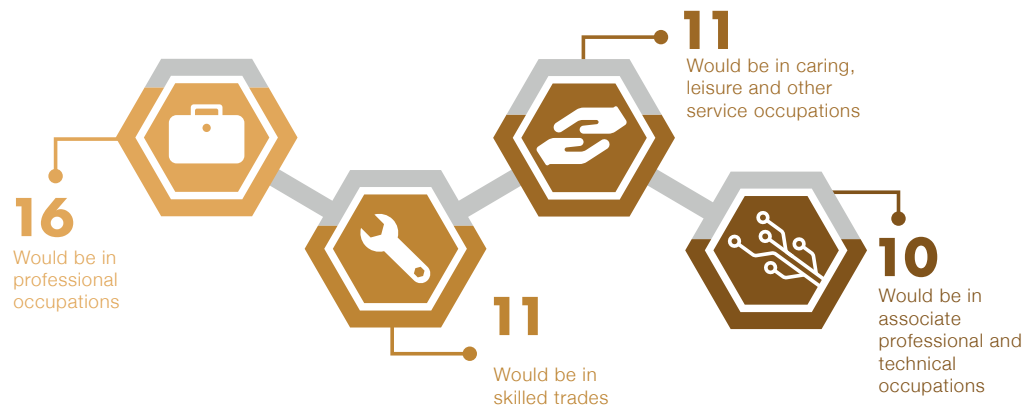 16
Would be in
professional
occupations
11
Would be in
skilled trades
11
Would be in caring,
leisure and other
service occupations
10
Would be in
associate
professional and
technical
occupations